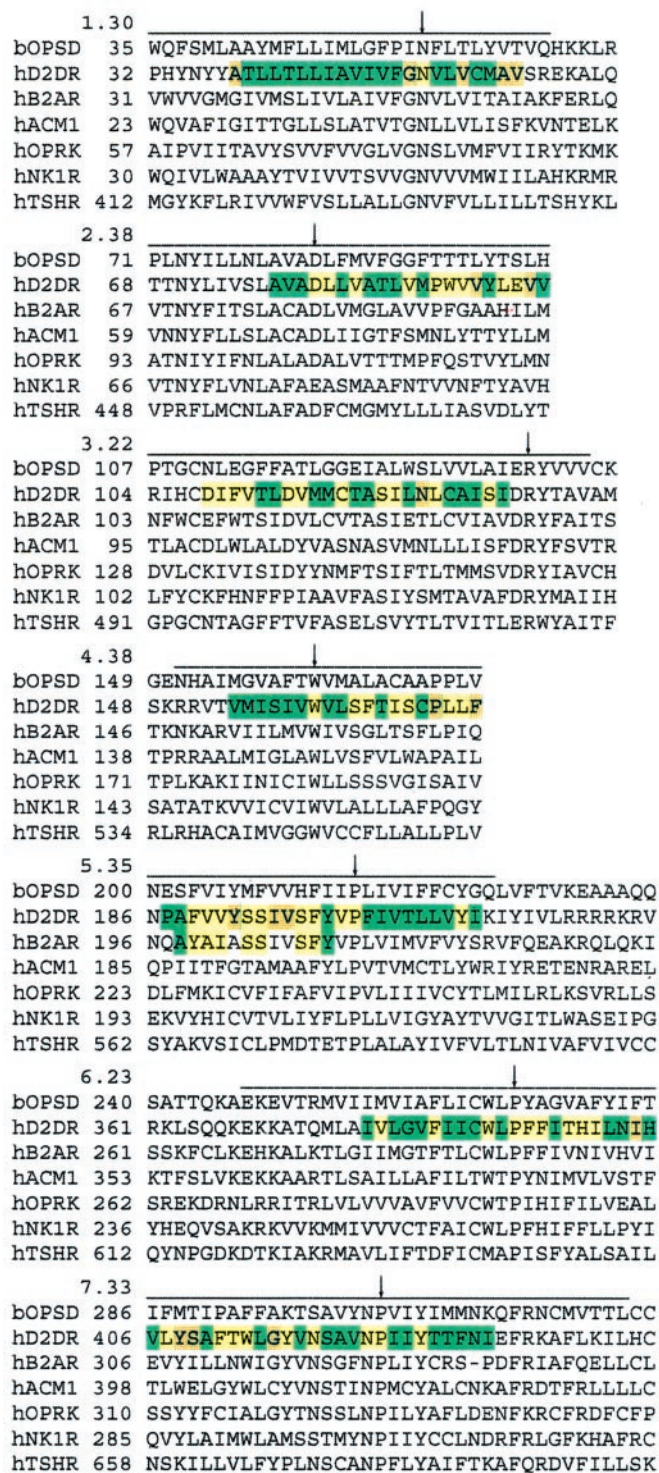 1.30
bOPSD 35 WQFSMLAAYMFLLIMLGFPINFLTLYVTVQHKKLR
hD2DR 32 PHYNYYATLLTLLIAVIVFGNVLVCMAVSREKALQ
hB2AR 31 VWVVGMGIVMSLIVLAIVFGNVLVITAIAKFERLQ
hACM1 23 WQVAFIGITTGLLSLATVTGNLLVLISFKVNTELK
hOPRK 57 AIPVIITAVYSVVFVVGLVGNSLVMFVIIRYTKMK
hNK1R 30 WQIVLWAAAYTVIVVTSVVGNVVVMWIILAHKRMR
hTSHR 412 MGYKFLRIVVWFVSLLALLGNVFVLLILLTSHYKL
2.38
bOPSD 71 PLNYILLNLAVADLFMVFGGFTTTLYTSLH
hD2DR 68 TTNYLIVSLAVADLLVATLVMPWVVYLEVV
hB2AR 67 VTNYFITSLACADLVMGLAVVPFGAAHILM
hACM1 59 VNNYFLLSLACADLIIGTFSMNLYTTYLLM
hOPRK 93 ATNIYIFNLALADALVTTTMPFQSTVYLMN
hNK1R 66 VTNYFLVNLAFAEASMAAFNTVVNFTYAVH
hTSHR 448 VPRFLMCNLAFADFCMGMYLLLIASVDLYT
3.22
bOPSD 107 PTGCNLEGFFATLGGEIALWSLVVLAIERYVVVCK
hD2DR 104 RIHCDIFVTLDVMMCTASILNLCAISIDRYTAVAM
hB2AR 103 NFWCEFWTSIDVLCVTASIETLCVIAVDRYFAITS
hACM1 95 TLACDLWLALDYVASNASVMNLLLISFDRYFSVTR
hOPRK 128 DVLCKIVISIDYYNMFTSIFTLTMMSVDRYIAVCH
hNK1R 102 LFYCKFHNFFPIAAVFASIYSMTAVAFDRYMAIIH
hTSHR 491 GPGCNTAGFFTVFASELSVYTLTVITLERWYAITF
4.38
bOPSD 149 GENHAIMGVAFTWVMALACAAPPLV
hD2DR 148 SKRRVTVMISIVWVLSFTISCPLLF
hB2AR 146 TKNKARVIILMVWIVSGLTSFLPIQ
hACM1 138 TPRRAALMIGLAWLVSFVLWAPAIL
hOPRK 171 TPLKAKIINICIWLLSSSVGISAIV
hNK1R 143 SATATKVVICVIWVLALLLAFPQGY
hTSHR 534 RLRHACAIMVGGWVCCFLLALLPLV
5.35
bOPSD 200 NESFVIYMFVVHFIIPLIVIFFCYGQLVFTVKEAAAQQ
hD2DR 186 NPAFVVYSSIVSFYVPFIVTLLVYIKIYIVLRRRRKRV
hB2AR 196 NQAYAIASSIVSFYVPLVIMVFVYSRVFQEAKRQLQKI
hACM1 185 QPIITFGTAMAAFYLPVTVMCTLYWRIYRETENRAREL
hOPRK 223 DLFMKICVFIFAFVIPVLIIIVCYTLMILRLKSVRLLS
hNK1R 193 EKVYHICVTVLIYFLPLLVIGYAYTVVGITLWASEIPG
hTSHR 562 SYAKVSICLPMDTETPLALAYIVFVLTLNIVAFVIVCC
6.23
bOPSD 240 SATTQKAEKEVTRMVIIMVIAFLICWLPYAGVAFYIFT
hD2DR 361 RKLSQQKEKKATQMLAIVLGVFIICWLPFFITHILNIH
hB2AR 261 SSKFCLKEHKALKTLGIIMGTFTLCWLPFFIVNIVHVI
hACM1 353 KTFSLVKEKKAARTLSAILLAFILTWTPYNIMVLVSTF
hOPRK 262 SREKDRNLRRITRLVLVVVAVFVVCWTPIHIFILVEAL
hNK1R 236 YHEQVSAKRKVVKMMIVVVCTFAICWLPFHIFFLLPYI
hTSHR 612 QYNPGDKDTKIAKRMAVLIFTDFICMAPISFYALSAIL
7.33
bOPSD 286 IFMTIPAFFAKTSAVYNPVIYIMMNKQFRNCMVTTLCC
hD2DR 406 VLYSAFTWLGYVNSAVNPIIYTTFNIEFRKAFLKILHC
hB2AR 306 EVYILLNWIGYVNSGFNPLIYCRS-PDFRIAFQELLCL
hACM1 398 TLWELGYWLCYVNSTINPMCYALCNKAFRDTFRLLLLC
hOPRK 310 SSYYFCIALGYTNSSLNPILYAFLDENFKRCFRDFCFP
hNK1R 285 QVYLAIMWLAMSSTMYNPIIYCCLNDRFRLGFKHAFRC
hTSHR 658 NSKILLVLFYPLNSCANPFLYAIFTKAFQRDVFILLSK